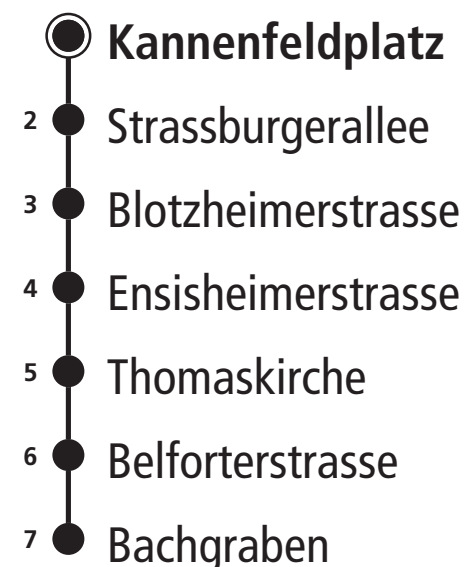 Kannenfeldplatz
2 Strassburgerallee
3 Blotzheimerstrasse
4 Ensisheimerstrasse
5 Thomaskirche
6 Belforterstrasse
7 Bachgraben